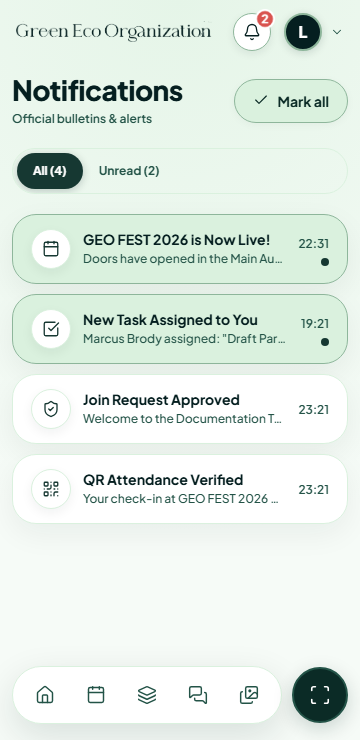 Green Eco Organization
2
L
Notifications
Official bulletins & alerts
Mark all
All (4)
Unread (2)
GEO FEST 2026 is Now Live!
22:31
Doors have opened in the Main Au...
New Task Assigned to You
19:21
Marcus Brody assigned: "Draft Par...
Join Request Approved
23:21
Welcome to the Documentation T...
QR Attendance Verified
23:21
Your check-in at GEO FEST 2026 ...